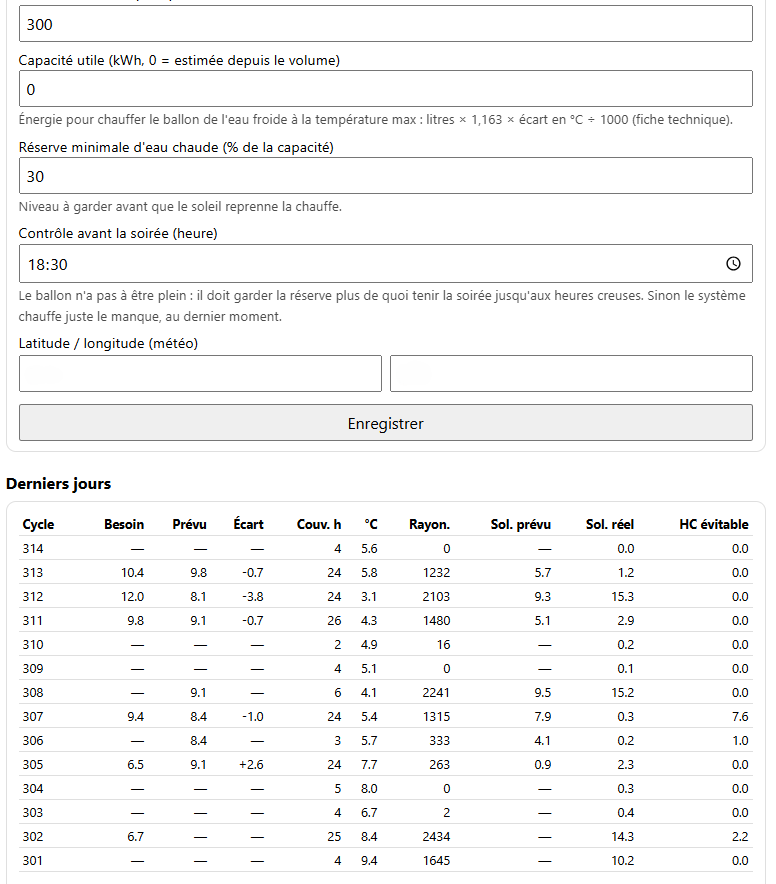 300
Capacité utile (kWh, 0 = estimée depuis le volume)
0
Énergie pour chauffer le ballon de l'eau froide à la température max : litres × 1,163 × écart en °C ÷ 1000 (fiche technique).
Réserve minimale d'eau chaude (% de la capacité)
30
Niveau à garder avant que le soleil reprenne la chauffe.
Contrôle avant la soirée (heure)
18:30
Le ballon n'a pas à être plein : il doit garder la réserve plus de quoi tenir la soirée jusqu'aux heures creuses. Sinon le système
chauffe juste le manque, au dernier moment.
Latitude / longitude (météo)
Enregistrer
Derniers jours
Cycle Besoin Prévu Écart Couv. h °C Rayon. Sol. prévu Sol. réel HC évitable
314 — — — 4 5.6 0 — 0.0 0.0
313 10.4 9.8 -0.7 24 5.8 1232 5.7 1.2 0.0
312 12.0 8.1 -3.8 24 3.1 2103 9.3 15.3 0.0
311 9.8 9.1 -0.7 26 4.3 1480 5.1 2.9 0.0
310 — — — 2 4.9 16 — 0.2 0.0
309 — — — 4 5.1 0 — 0.1 0.0
308 — 9.1 — 6 4.1 2241 9.5 15.2 0.0
307 9.4 8.4 -1.0 24 5.4 1315 7.9 0.3 7.6
306 — 8.4 — 3 5.7 333 4.1 0.2 1.0
305 6.5 9.1 +2.6 24 7.7 263 0.9 2.3 0.0
304 — — — 5 8.0 0 — 0.3 0.0
303 — — — 4 6.7 2 — 0.4 0.0
302 6.7 — — 25 8.4 2434 — 14.3 2.2
301 — — — 4 9.4 1645 — 10.2 0.0